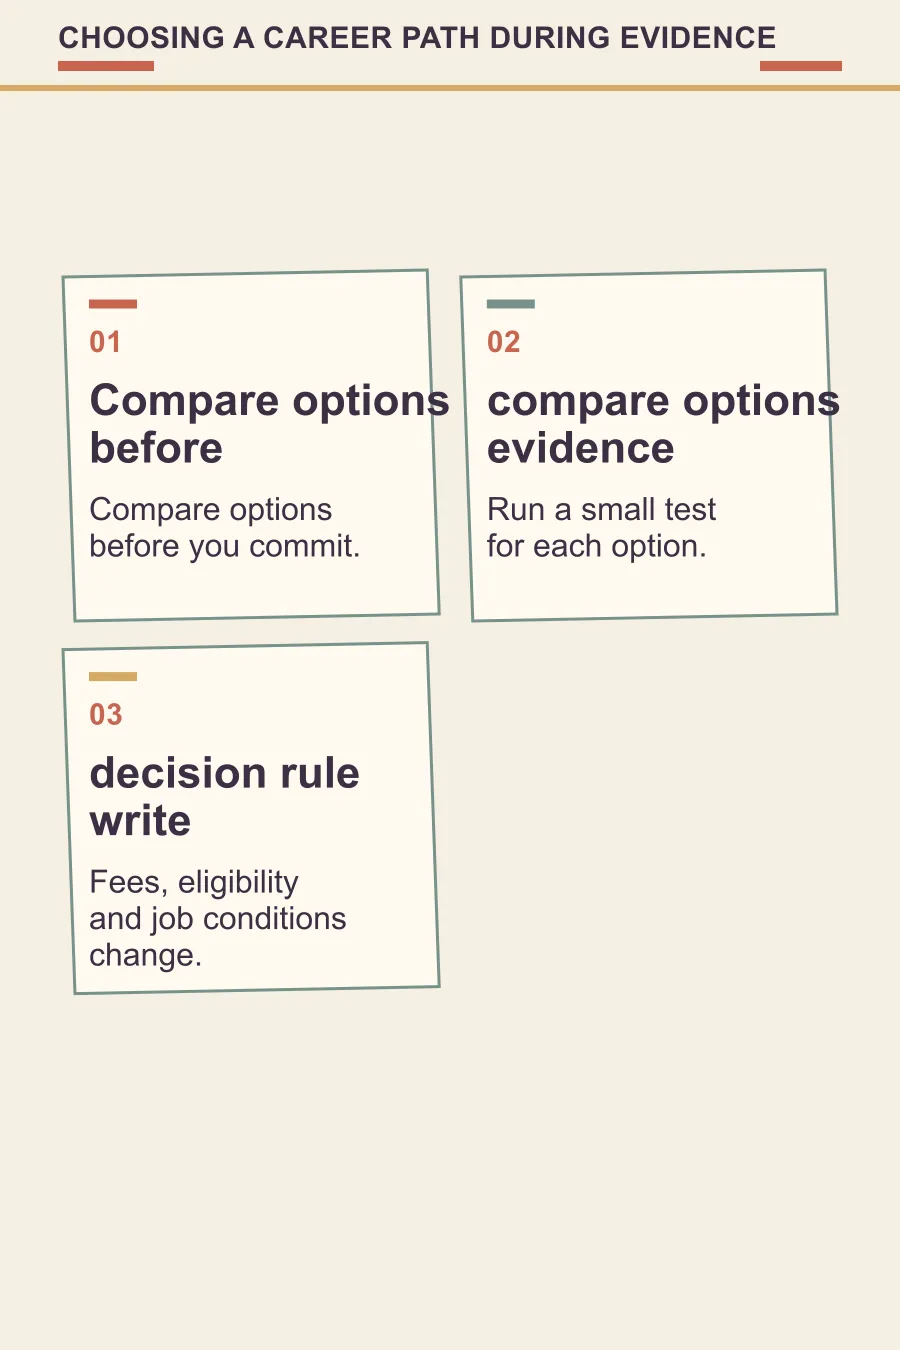 CHOOSING A CAREER PATH DURING EVIDENCE
01
Compare options
before
Compare options
before you commit.
02
compare options
evidence
Run a small test
for each option.
03
decision rule
write
Fees, eligibility
and job conditions
change.